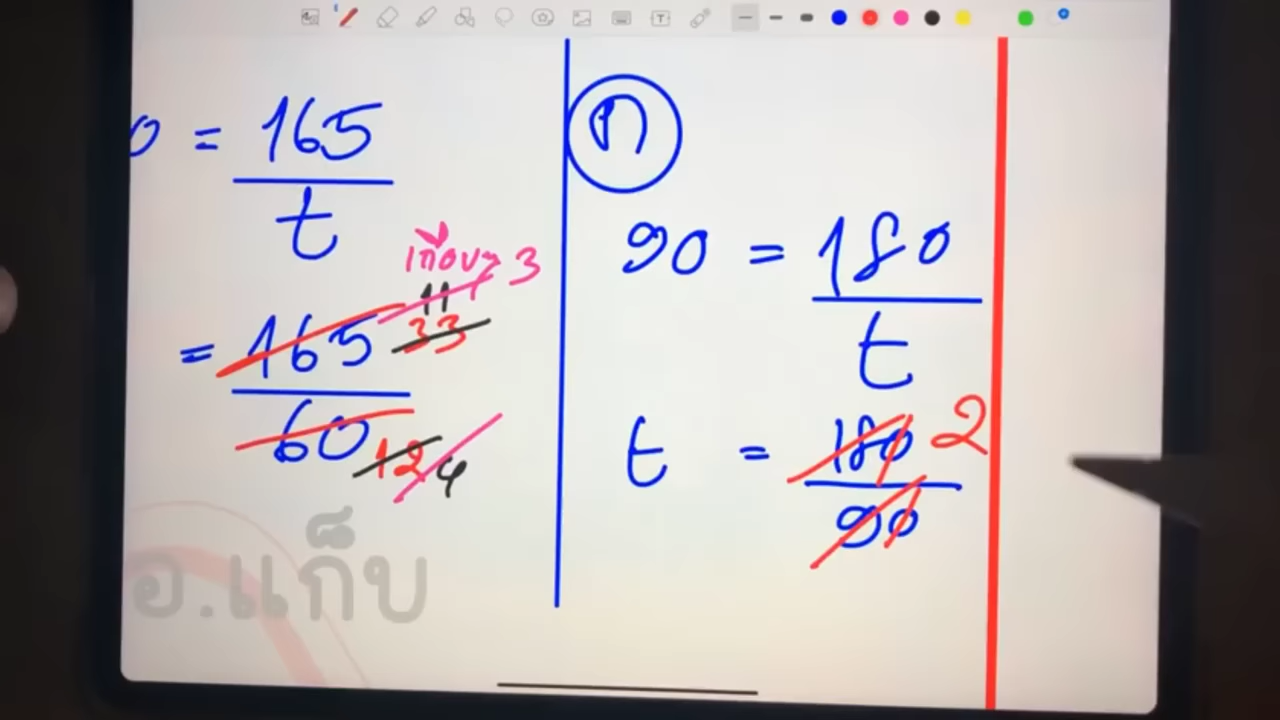 0 = 165
t
เกือบๆ 3
11
33
= 165
60
12
4
ค
90 = 180
t
t = 180 2
90
อ.แก็บ